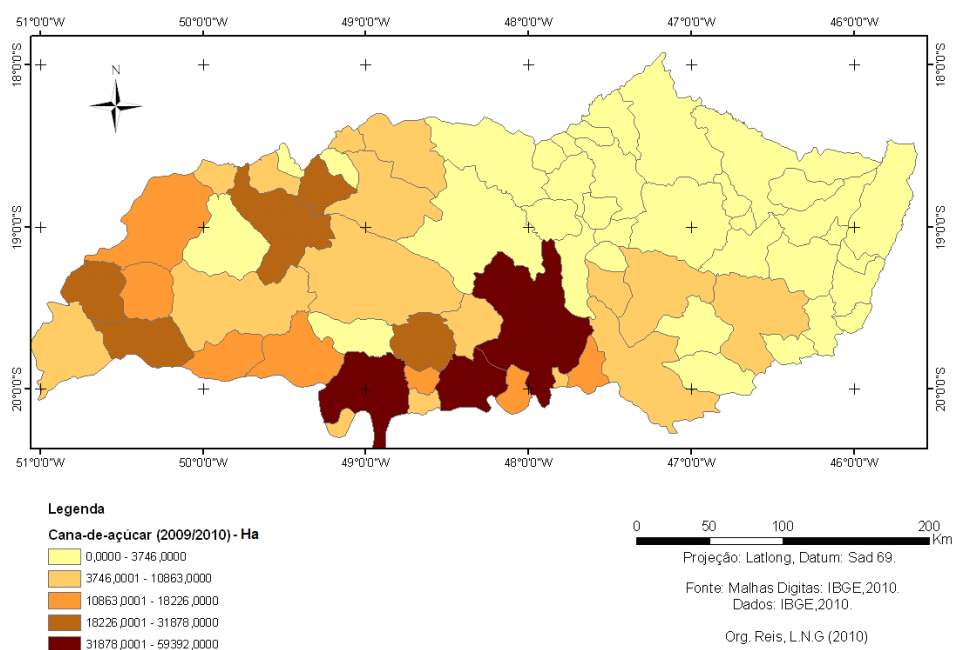 51°0'0"W 50°0'0"W 49°0'0"W 48°0'0"W 47°0'0"W 46°0'0"W
N
18°0'0"S 18°0'0"S
19°0'0"S 19°0'0"S
20°0'0"S 20°0'0"S
51°0'0"W 50°0'0"W 49°0'0"W 48°0'0"W 47°0'0"W 46°0'0"W
Legenda
Cana-de-açúcar (2009/2010) - Ha
0,0000 - 3746,0000
3746,0001 - 10863,0000
10863,0001 - 18226,0000
18226,0001 - 31878,0000
31878,0001 - 59392,0000
0 50 100 200
Km
Projeção: Latlong, Datum: Sad 69.
Fonte: Malhas Digitas: IBGE,2010.
Dados: IBGE,2010.
Org. Reis, L.N.G (2010)